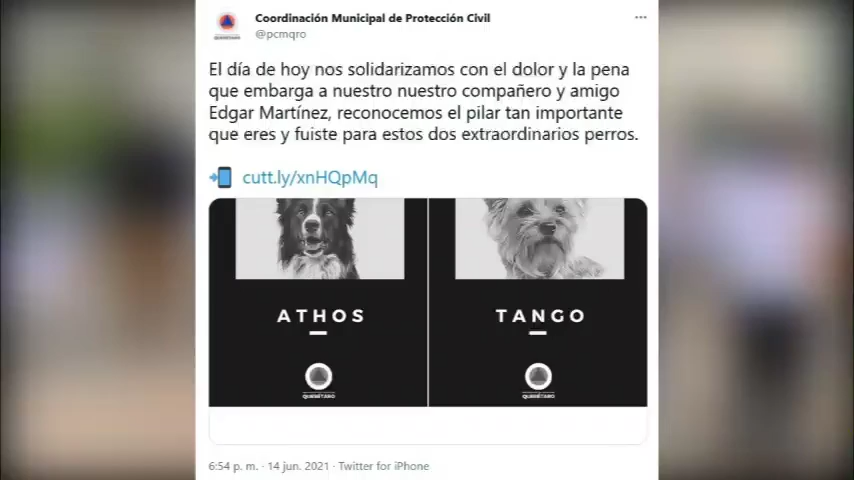 Coordinación Municipal de Protección Civil
@pcmqro
El día de hoy nos solidarizamos con el dolor y la pena
que embarga a nuestro nuestro compañero y amigo
Edgar Martínez, reconocemos el pilar tan importante
que eres y fuiste para estos dos extraordinarios perros.
cutt.ly/xnHQpMq
ATHOS
TANGO
QUERÉTARO
QUERÉTARO
6:54 p. m. · 14 jun. 2021 · Twitter for iPhone